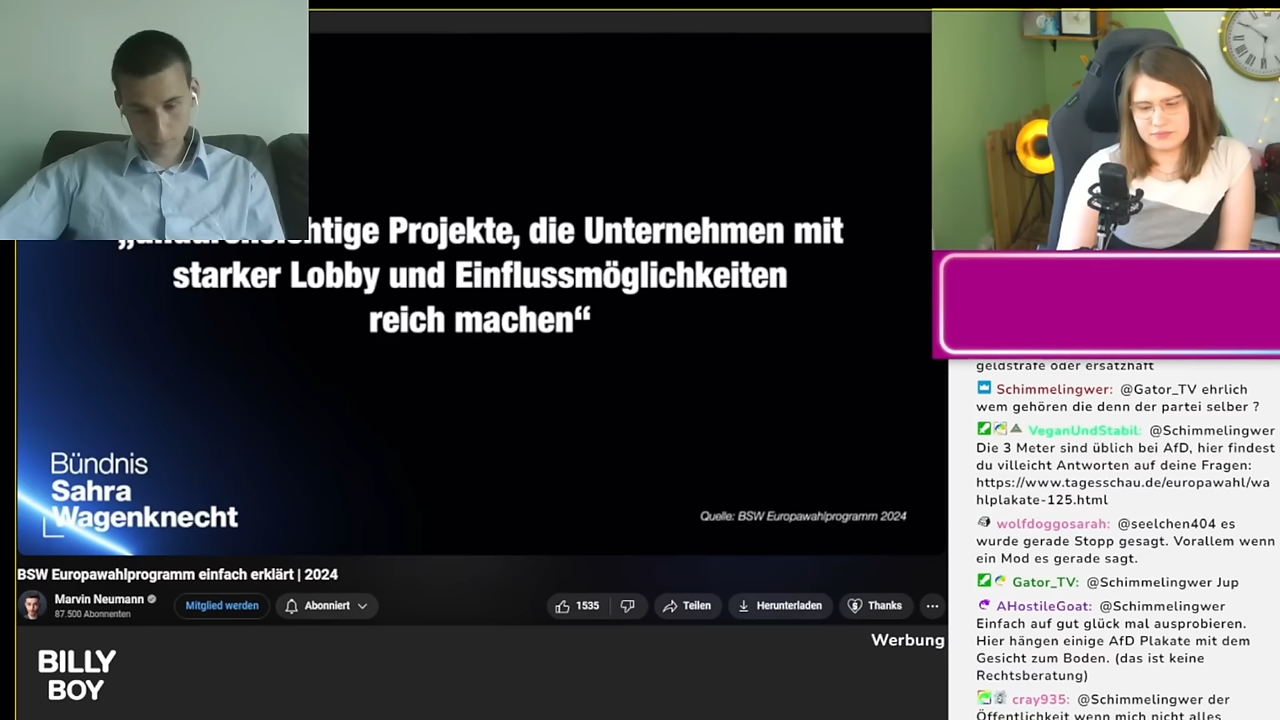 Projekte, die Unternehmen mit
starker Lobby und Einflussmöglichkeiten
reich machen“
Bündnis
Sahra
Wagenknecht
Quelle: BSW Europawahlprogramm 2024
BSW Europawahlprogramm einfach erklärt | 2024
Marvin Neumann
87.500 Abonnenten
Mitglied werden
Abonniert
1535
Teilen
Herunterladen
Thanks
Werbung
BILLY
BOY
geldstrafe oder ersatzhaft
Schimmelingwer: @Gator_TV ehrlich
wem gehören die denn der partei selber ?
VeganUndStabil: @Schimmelingwer
Die 3 Meter sind üblich bei AfD, hier findest
du villeicht Antworten auf deine Fragen:
https://www.tagesschau.de/europawahl/wa
hlplakate-125.html
wolfdoggosarah: @seelchen404 es
wurde gerade Stopp gesagt. Vorallem wenn
ein Mod es gerade sagt.
Gator_TV: @Schimmelingwer Jup
AHostileGoat: @Schimmelingwer
Einfach auf gut glück mal ausprobieren.
Hier hängen einige AfD Plakate mit dem
Gesicht zum Boden. (das ist keine
Rechtsberatung)
cray935: @Schimmelingwer der
Öffentlichkeit wenn mich nicht alles